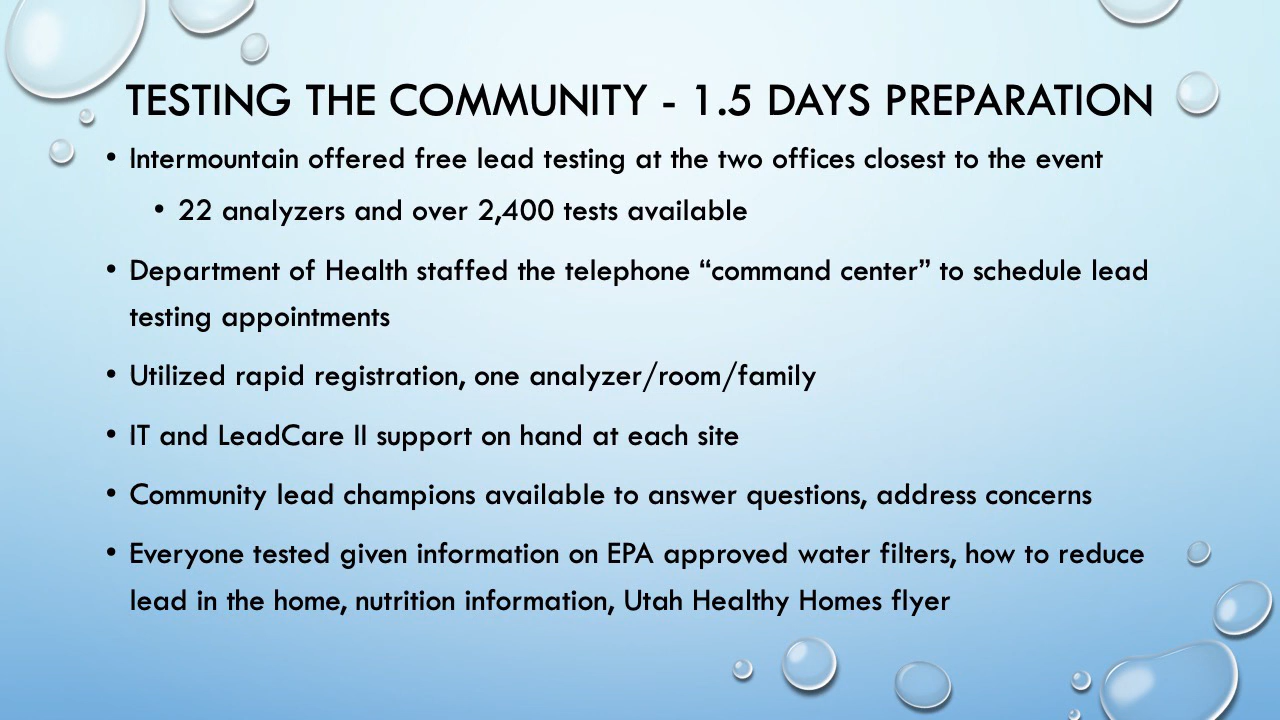 TESTING THE COMMUNITY - 1.5 DAYS PREPARATION
• Intermountain offered free lead testing at the two offices closest to the event
• 22 analyzers and over 2,400 tests available
• Department of Health staffed the telephone “command center” to schedule lead
testing appointments
• Utilized rapid registration, one analyzer/room/family
• IT and LeadCare II support on hand at each site
• Community lead champions available to answer questions, address concerns
• Everyone tested given information on EPA approved water filters, how to reduce
lead in the home, nutrition information, Utah Healthy Homes flyer